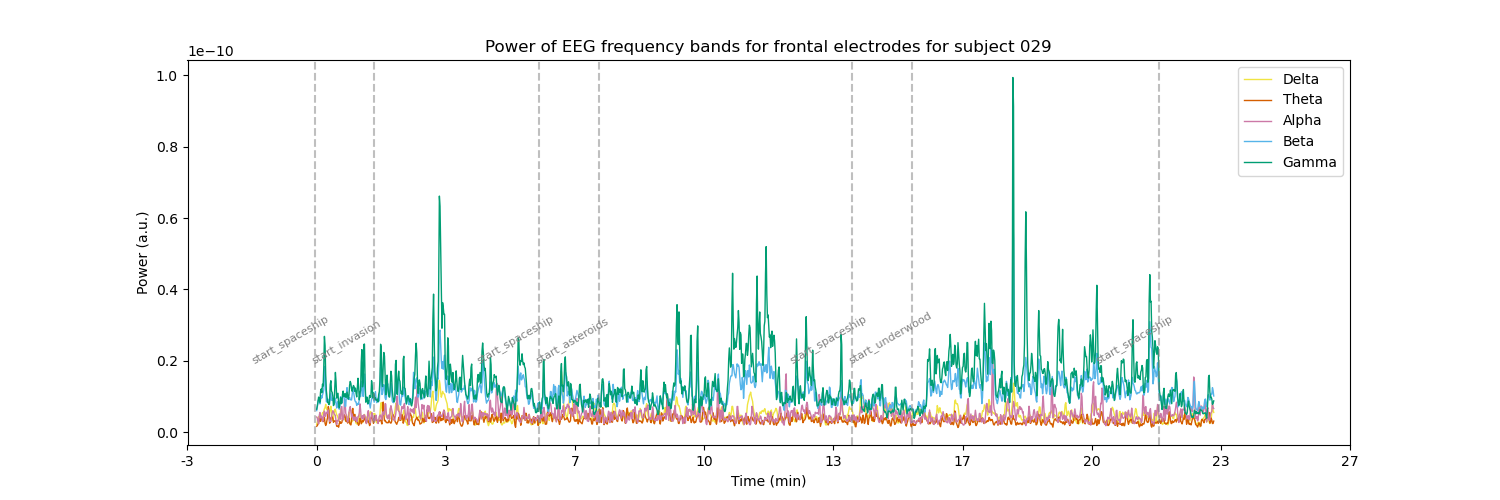 Power of EEG frequency bands for frontal electrodes for subject 029
1e−10
1.0
0.8
0.6
0.4
0.2
0.0
Power (a.u.)
start_spaceship
start_invasion
start_spaceship
start_asteroids
start_spaceship
start_underwood
start_spaceship
Delta
Theta
Alpha
Beta
Gamma
-3 0 3 7 10 13 17 20 23 27
Time (min)